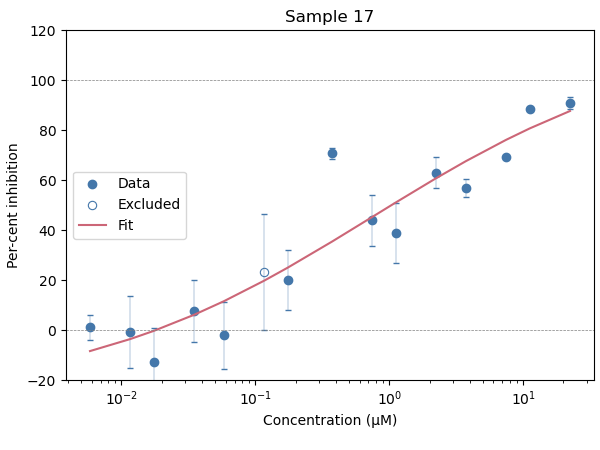 Sample 17
Per-cent inhibition
120
100
80
60
40
20
0
−20
Data
Excluded
Fit
10⁻²
10⁻¹
10⁰
10¹
Concentration (μM)